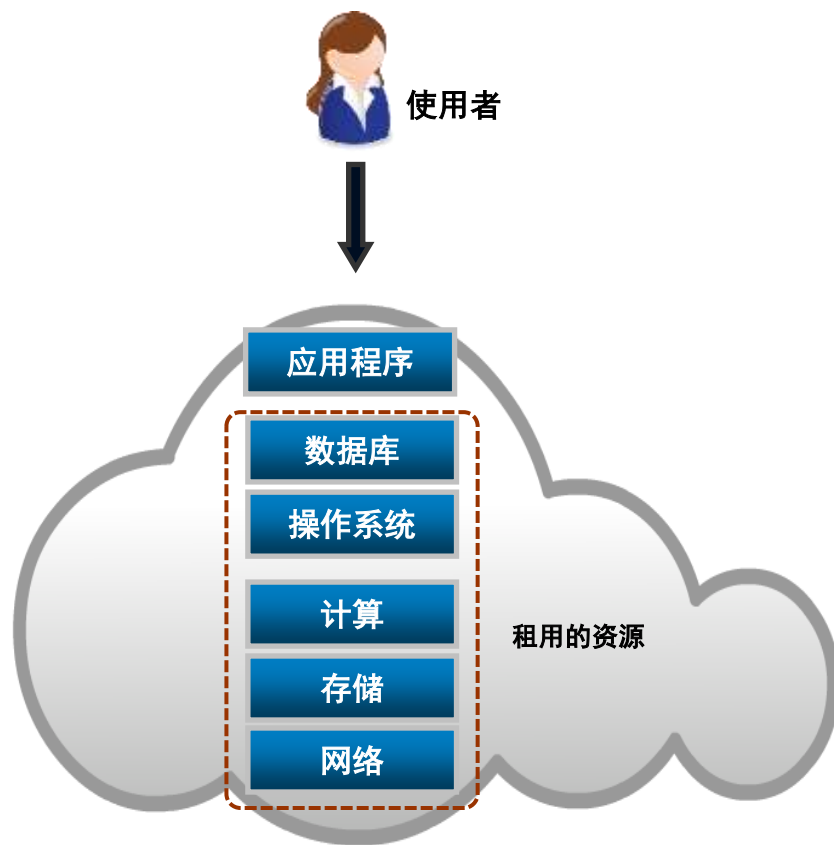 使用者
应用程序
数据库
操作系统
计算
租用的资源
存储
网络